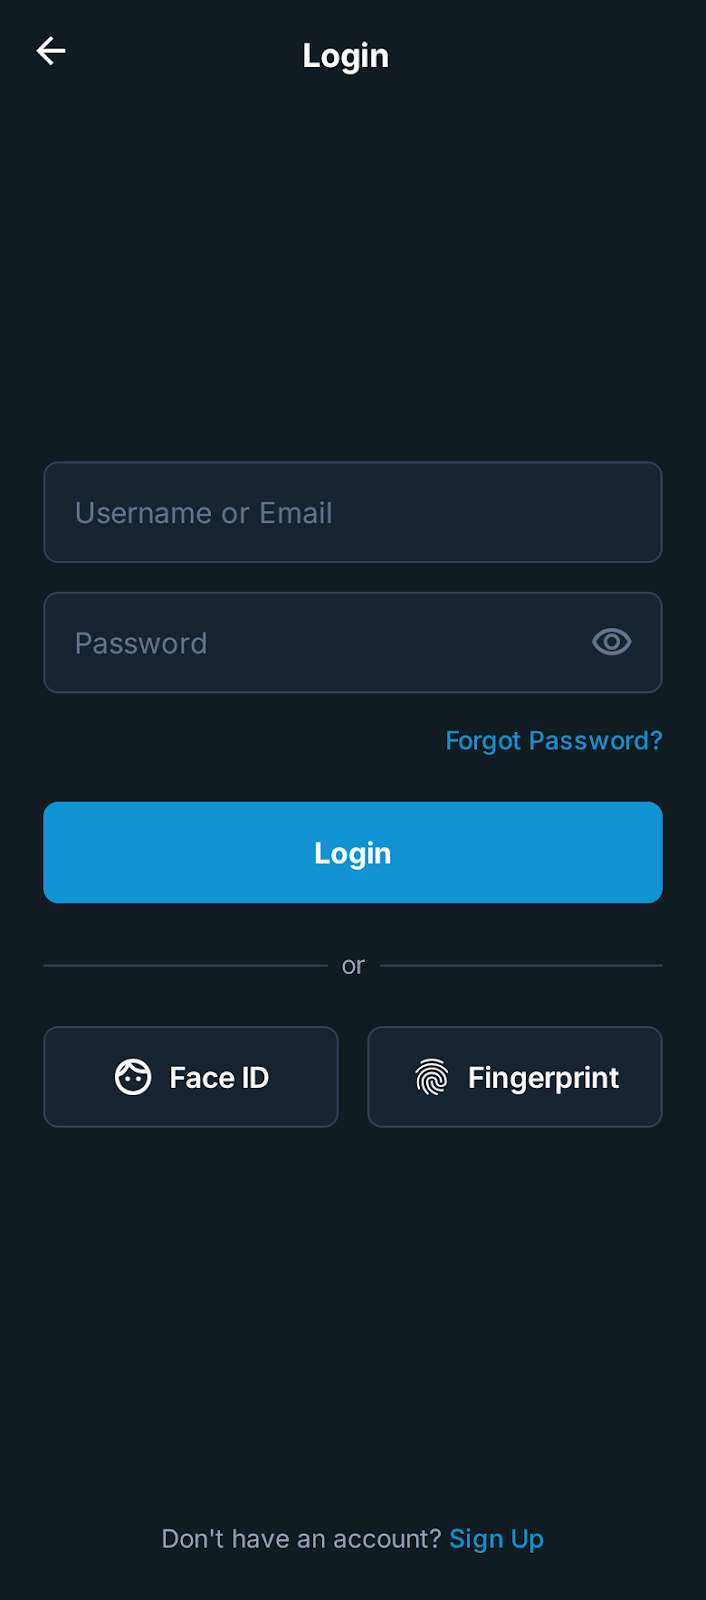 Login
Username or Email
Password
Forgot Password?
Login
or
Face ID
Fingerprint
Don't have an account? Sign Up